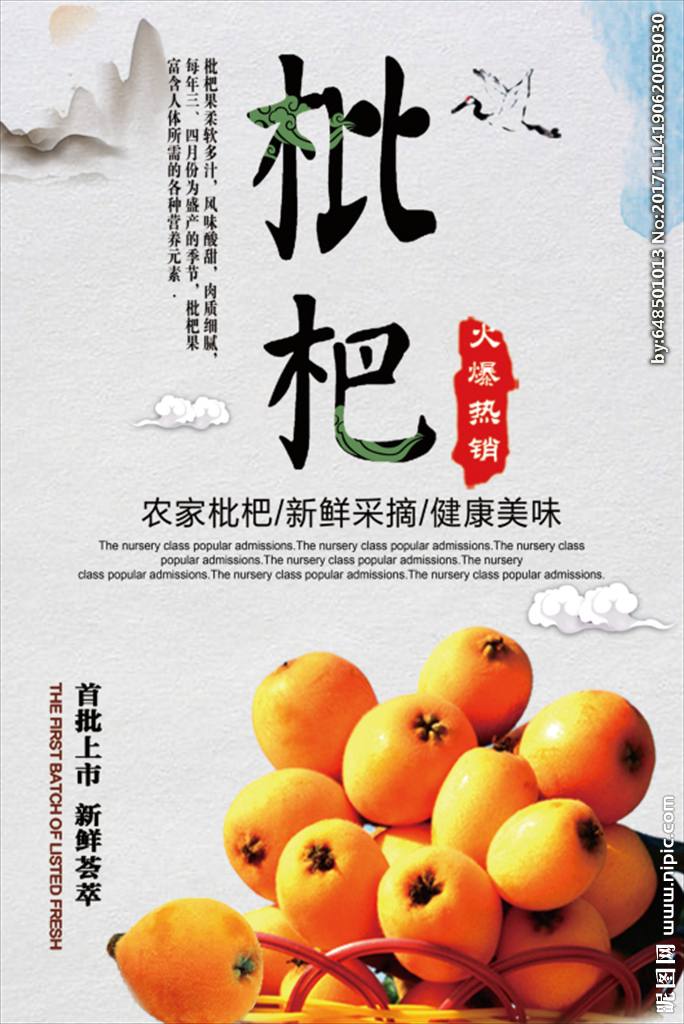 枇杷
枇杷果柔软多汁，风味酸甜，肉质细腻，
每年三、四月份为盛产的季节，枇杷果
富含人体所需的各种营养元素．
火爆热销
农家枇杷/新鲜采摘/健康美味
The nursery class popular admissions.The nursery class popular admissions.The nursery class
popular admissions.The nursery class popular admissions.The nursery
class popular admissions.The nursery class popular admissions.The nursery class popular admissions.
首批上市 新鲜荟萃
THE FIRST BATCH OF LISTED FRESH
by:648501013 No:20171114190620059030
昵图网 www.nipic.com